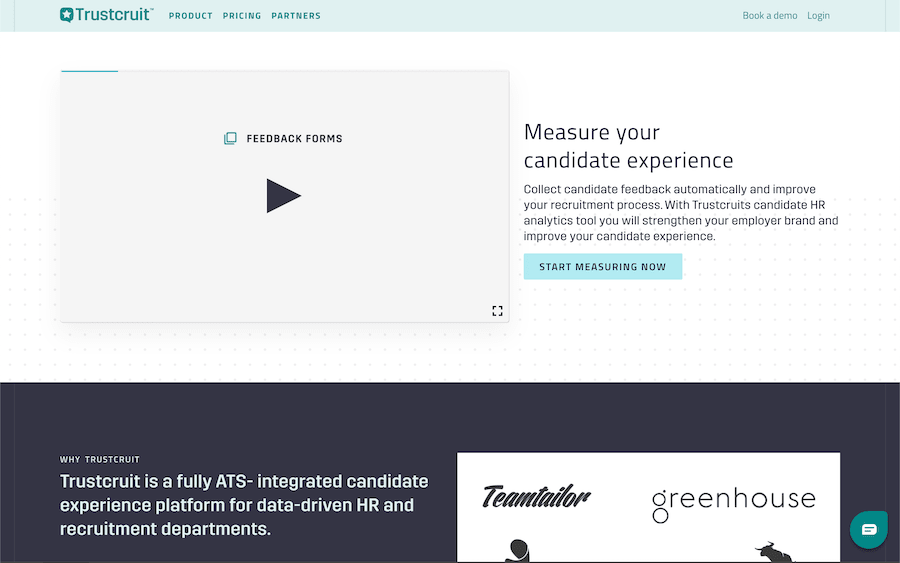 Trustcruit™
PRODUCT PRICING PARTNERS
Book a demo Login
FEEDBACK FORMS
Measure your
candidate experience
Collect candidate feedback automatically and improve
your recruitment process. With Trustcruits candidate HR
analytics tool you will strengthen your employer brand and
improve your candidate experience.
START MEASURING NOW
WHY TRUSTCRUIT
Trustcruit is a fully ATS- integrated candidate
experience platform for data-driven HR and
recruitment departments.
Teamtailor
greenhouse